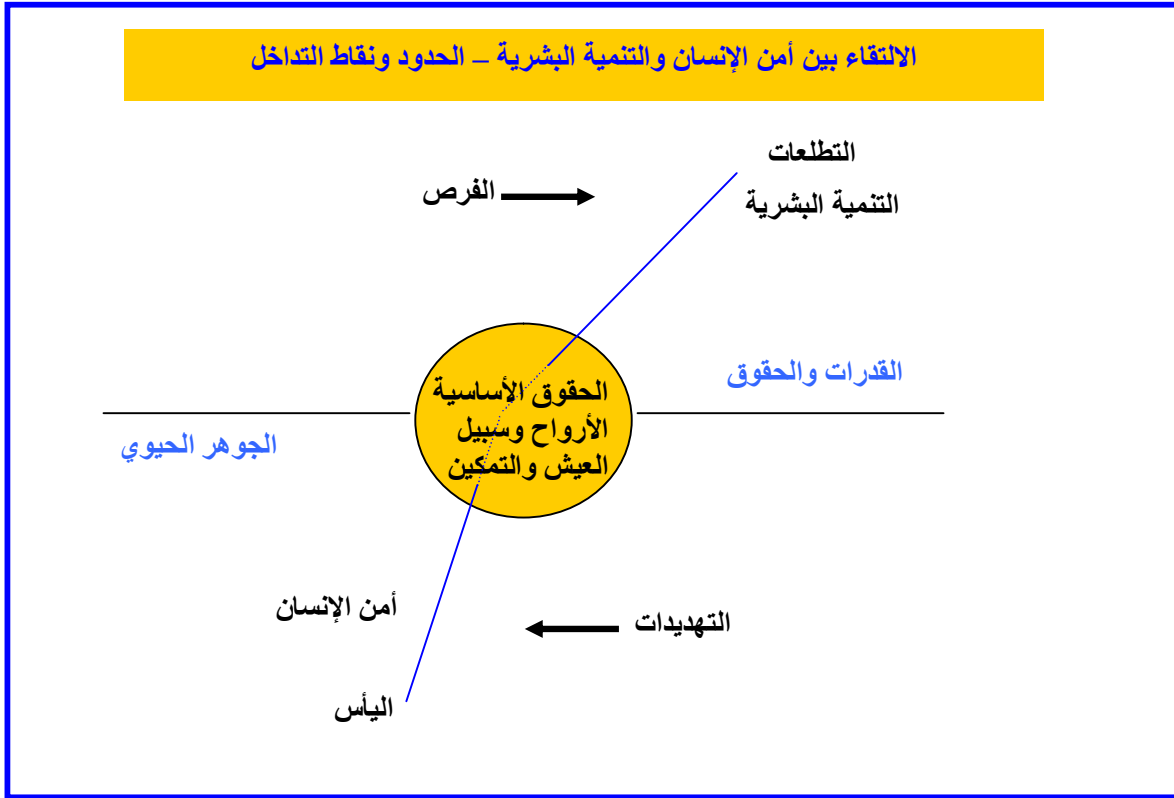 الالتقاء بين أمن الإنسان والتنمية البشرية – الحدود ونقاط التداخل
التطلعات
التنمية البشرية
الفرص
القدرات والحقوق
الحقوق الأساسية
الأرواح وسبيل
العيش والتمكين
الجوهر الحيوي
أمن الإنسان
التهديدات
اليأس